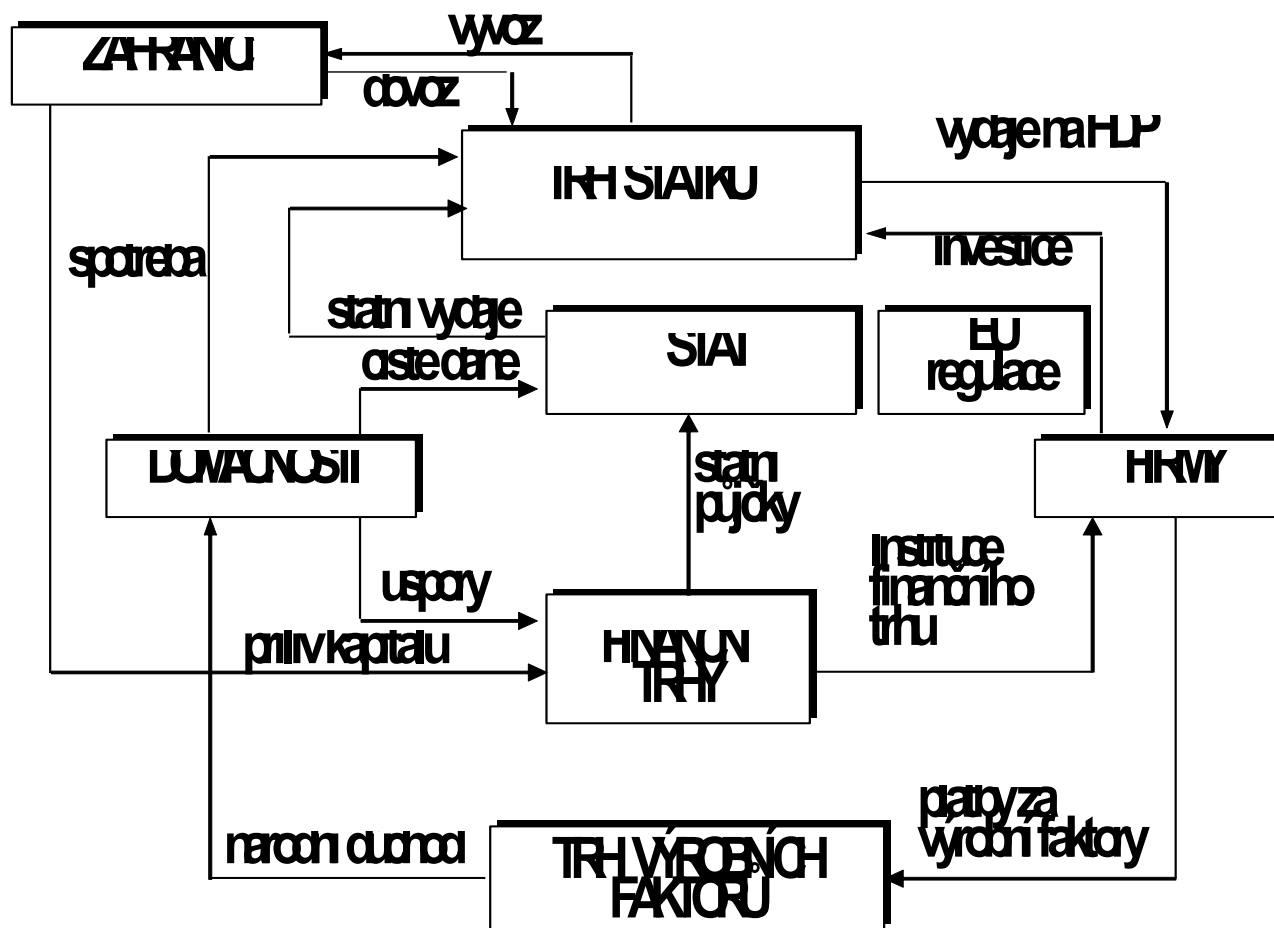 vývoz
ZAHRANIČÍ
dovoz
výdaje na HDP
TRH STATKŮ
investice
spotřeba
státní výdaje
STÁT
EU
regulace
čisté daně
DOMÁCNOSTI
státní
půjčky
FIRMY
Instituce
finančního
trhu
úspory
FINANČNÍ
TRHY
příliv kapitálu
platby za
výrobní faktory
národní důchod
TRH VÝROBNÍCH
FAKTORŮ